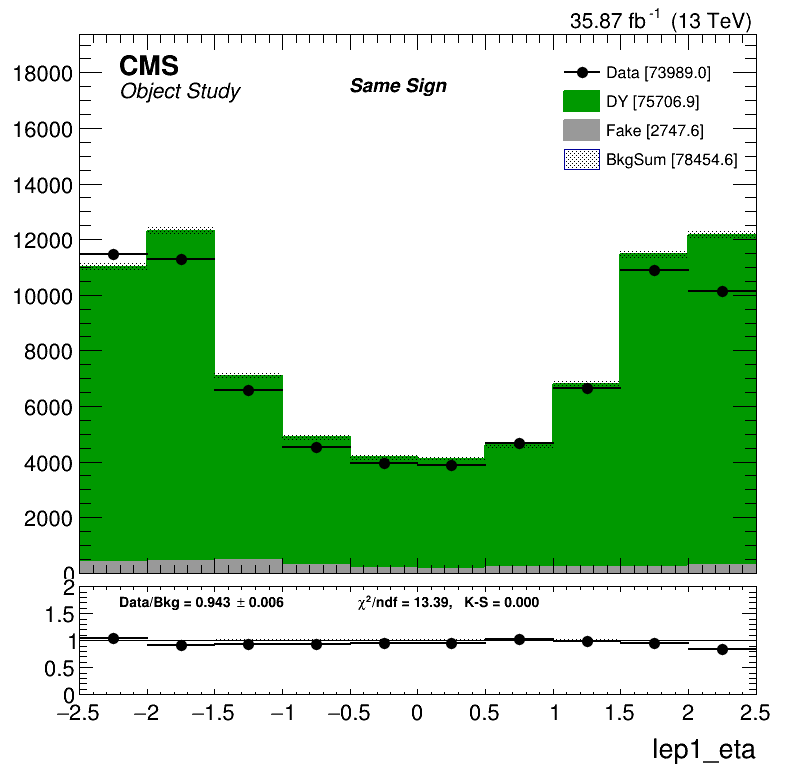 35.87 fb⁻¹ (13 TeV)
CMS
Object Study
Same Sign
Data [73989.0]
DY [75706.9]
Fake [2747.6]
BkgSum [78454.6]
18000
16000
14000
12000
10000
8000
6000
4000
2000
0
Data/Bkg = 0.943 ± 0.006
χ²/ndf = 13.39, K-S = 0.000
2
1.5
1
0.5
0
−2.5 −2 −1.5 −1 −0.5 0 0.5 1 1.5 2 2.5
lep1_eta